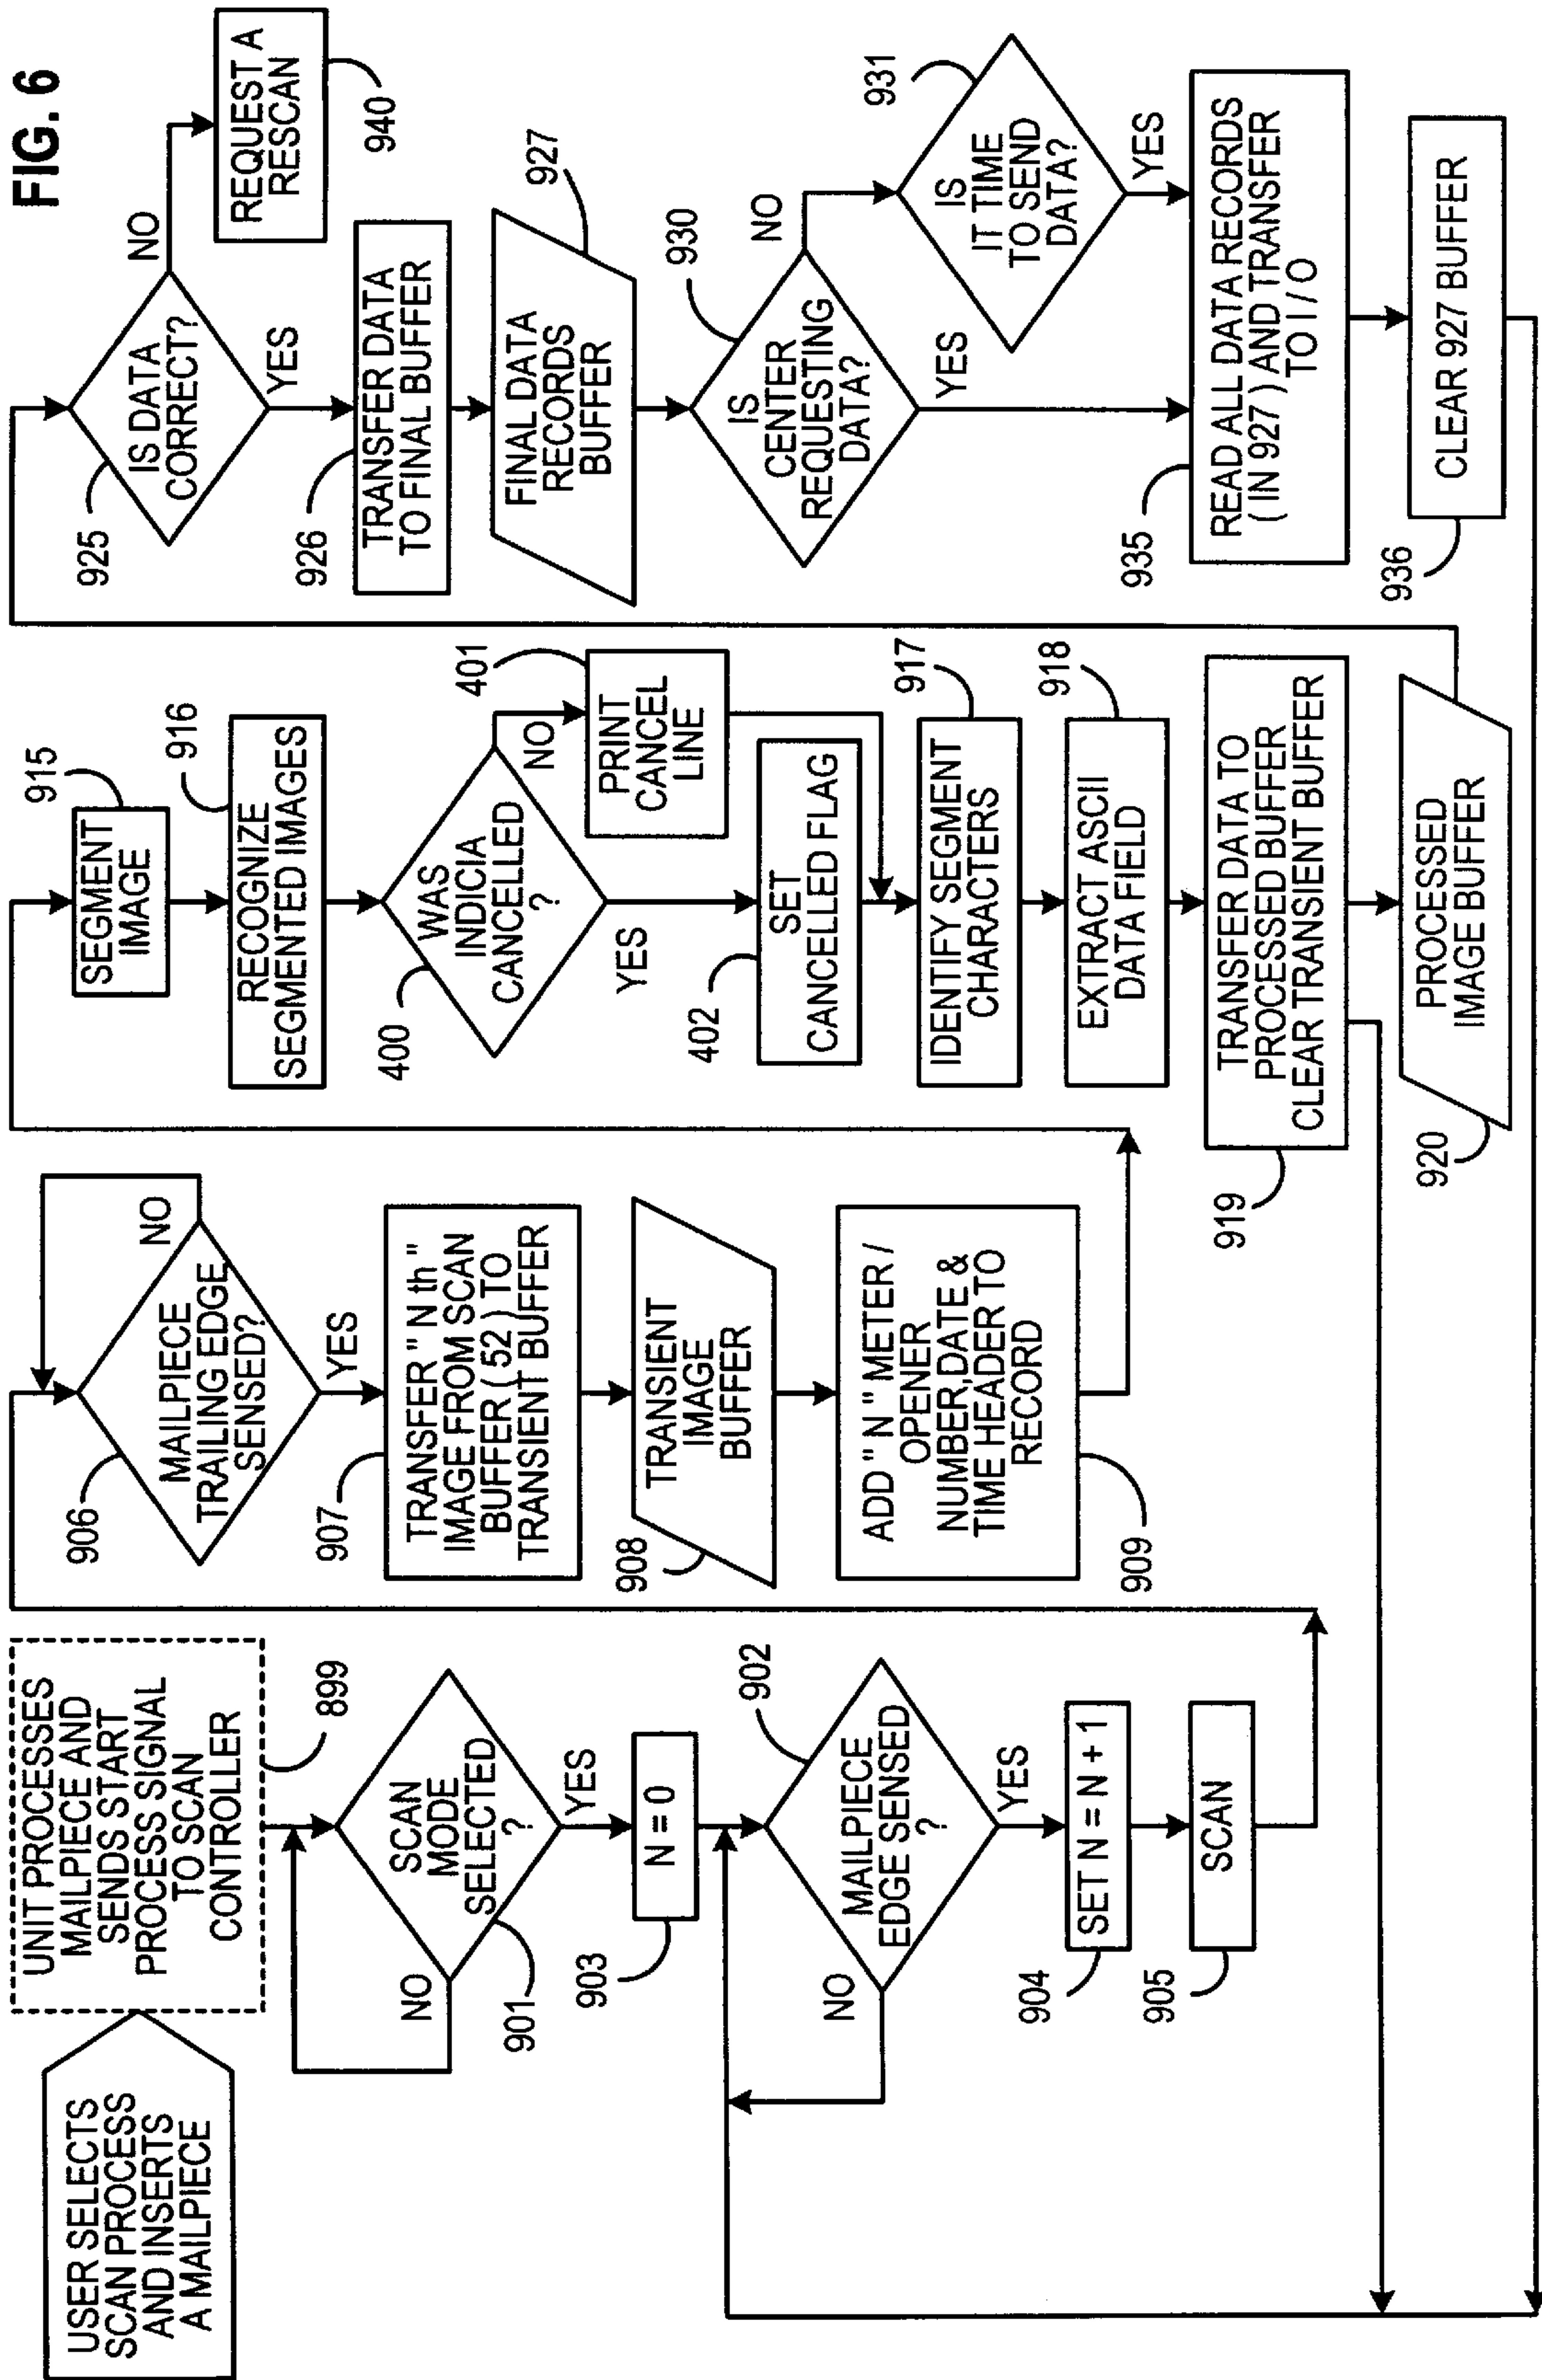 FIG. 6
USER SELECTS
SCAN PROCESS
AND INSERTS
A MAILPIECE
UNIT PROCESSES
MAILPIECE AND
SENDS START
PROCESS SIGNAL
TO SCAN
CONTROLLER
899
SCAN
MODE
SELECTED
?
NO
901
YES
N = 0
903
902
MAILPIECE
EDGE SENSED
?
NO
YES
SET N = N + 1
904
SCAN
905
MAILPIECE
TRAILING EDGE
SENSED?
NO
906
YES
TRANSFER " N th "
IMAGE FROM SCAN
BUFFER ( 52 ) TO
TRANSIENT BUFFER
907
TRANSIENT
IMAGE
BUFFER
908
ADD " N " METER /
OPENER
NUMBER,DATE &
TIME HEADER TO
RECORD
909
SEGMENT
IMAGE
915
RECOGNIZE
SEGMENTED IMAGES
916
WAS
INDICIA
CANCELLED
?
400
NO
PRINT
CANCEL
LINE
401
YES
SET
CANCELLED FLAG
402
IDENTIFY SEGMENT
CHARACTERS
917
EXTRACT ASCII
DATA FIELD
918
TRANSFER DATA TO
PROCESSED BUFFER
CLEAR TRANSIENT BUFFER
919
PROCESSED
IMAGE BUFFER
920
IS DATA
CORRECT?
925
NO
REQUEST A
RESCAN
940
YES
TRANSFER DATA
TO FINAL BUFFER
926
FINAL DATA
RECORDS
BUFFER
927
IS
CENTER
REQUESTING
DATA?
930
NO
IS
IT TIME
TO SEND
DATA?
931
YES
YES
READ ALL DATA RECORDS
( IN 927 ) AND TRANSFER
TO I / O
935
CLEAR 927 BUFFER
936